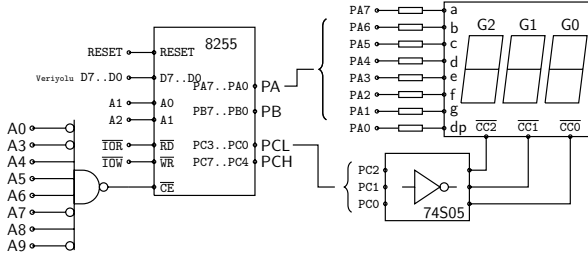 8255
RESET RESET
Veriyolu D7..D0 D7..D0
PA7..PA0 PA
A1 A0
PB7..PB0 PB
A2 A1
IOR RD PC3..PC0 PCL
IOW WR PC7..PC4 PCH
CE
A0
A3
A4
A5
A6
A7
A8
A9
PA7 a
PA6 b
PA5 c
PA4 d
PA3 e
PA2 f
PA1 g
PA0 dp
G2 G1 G0
CC2 CC1 CC0
PC2
PC1
PC0
74S05